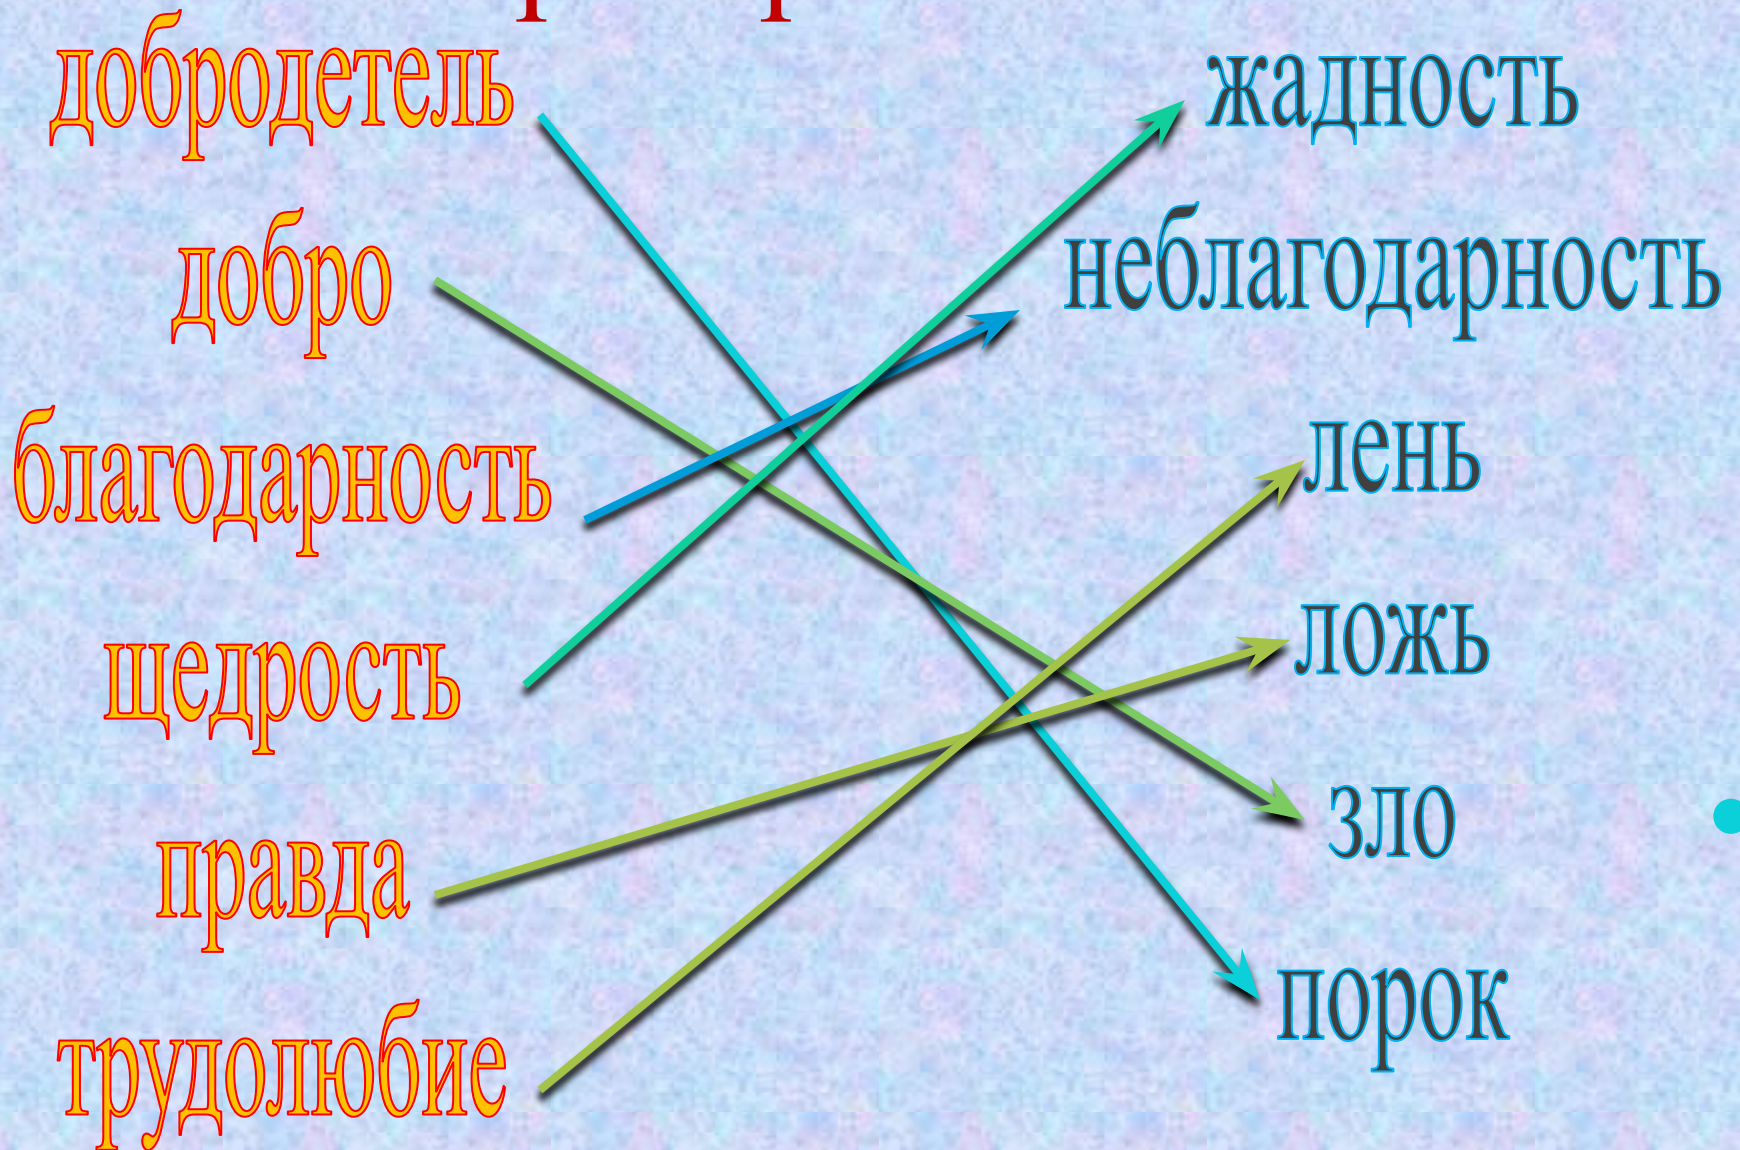 добродетель
добро
благодарность
щедрость
правда
трудолюбие
жадность
неблагодарность
лень
ложь
зло
порок